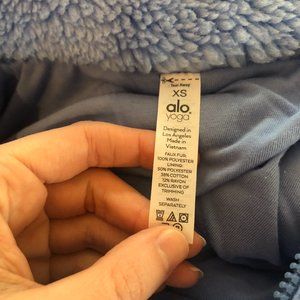 Tear Away
XS
alo
yoga
Designed in
Los Angeles
Made in
Vietnam
FAUX FUR:
100% POLYESTER
LINING:
50% POLYESTER
38% COTTON
12% RAYON
EXCLUSIVE OF
TRIMMING
WASH
SEPARATELY